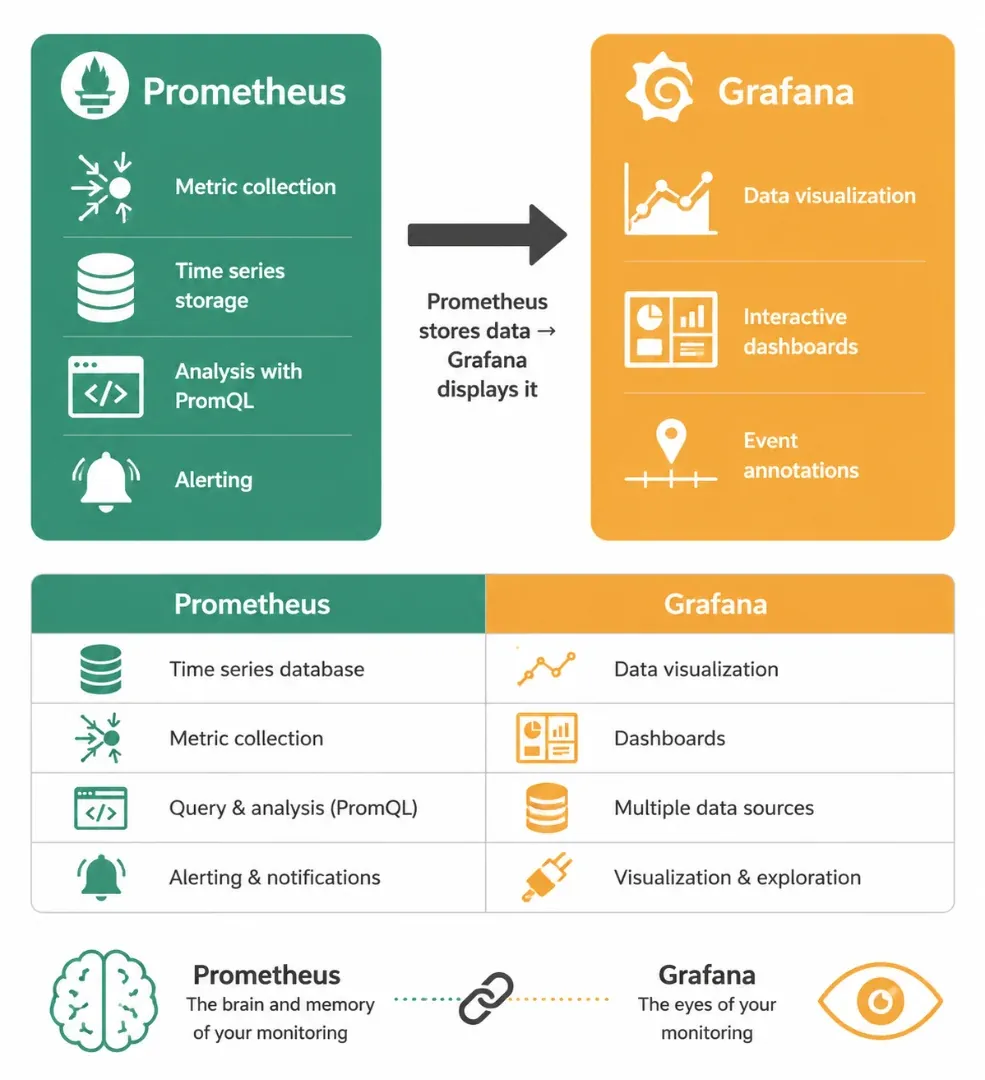 Prometheus
Metric collection
Time series
storage
</>
Analysis with
PromQL
Alerting
Prometheus
stores data →
Grafana
displays it
Grafana
Data visualization
Interactive
dashboards
Event
annotations
Prometheus
Grafana
Time series database
Data visualization
Metric collection
Dashboards
</>
Query & analysis (PromQL)
Multiple data sources
Alerting & notifications
Visualization & exploration
Prometheus
The brain and memory
of your monitoring
Grafana
The eyes of your
monitoring